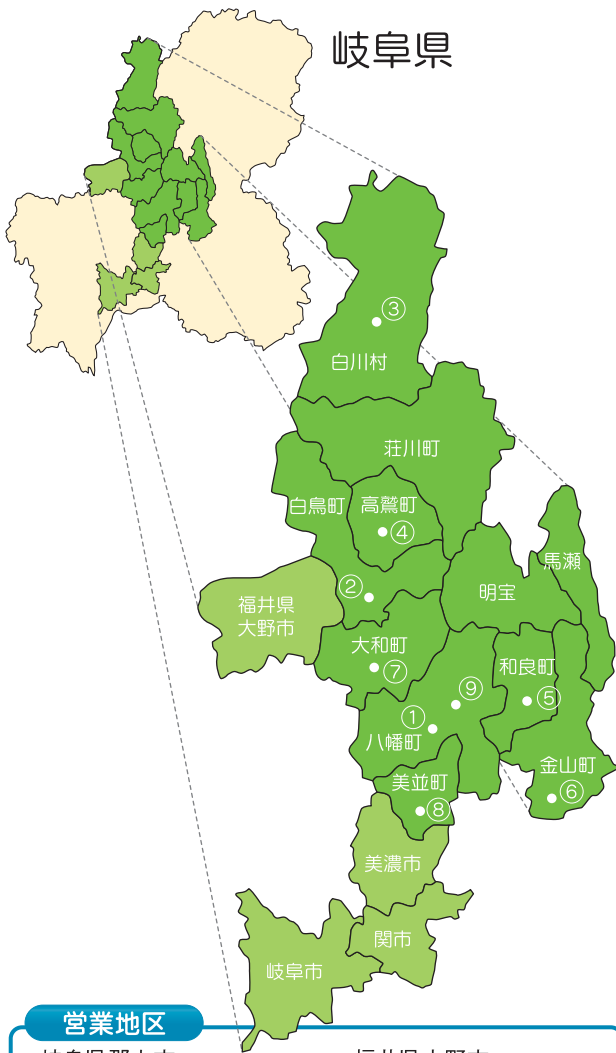 岐阜県
③
白川村
荘川町
白鳥町
高鷲町
④
馬瀬
②
明宝
福井県
大野市
大和町
⑦
和良町
⑨
⑤
①
八幡町
金山町
美並町
⑥
⑧
美濃市
関市
岐阜市
営業地区